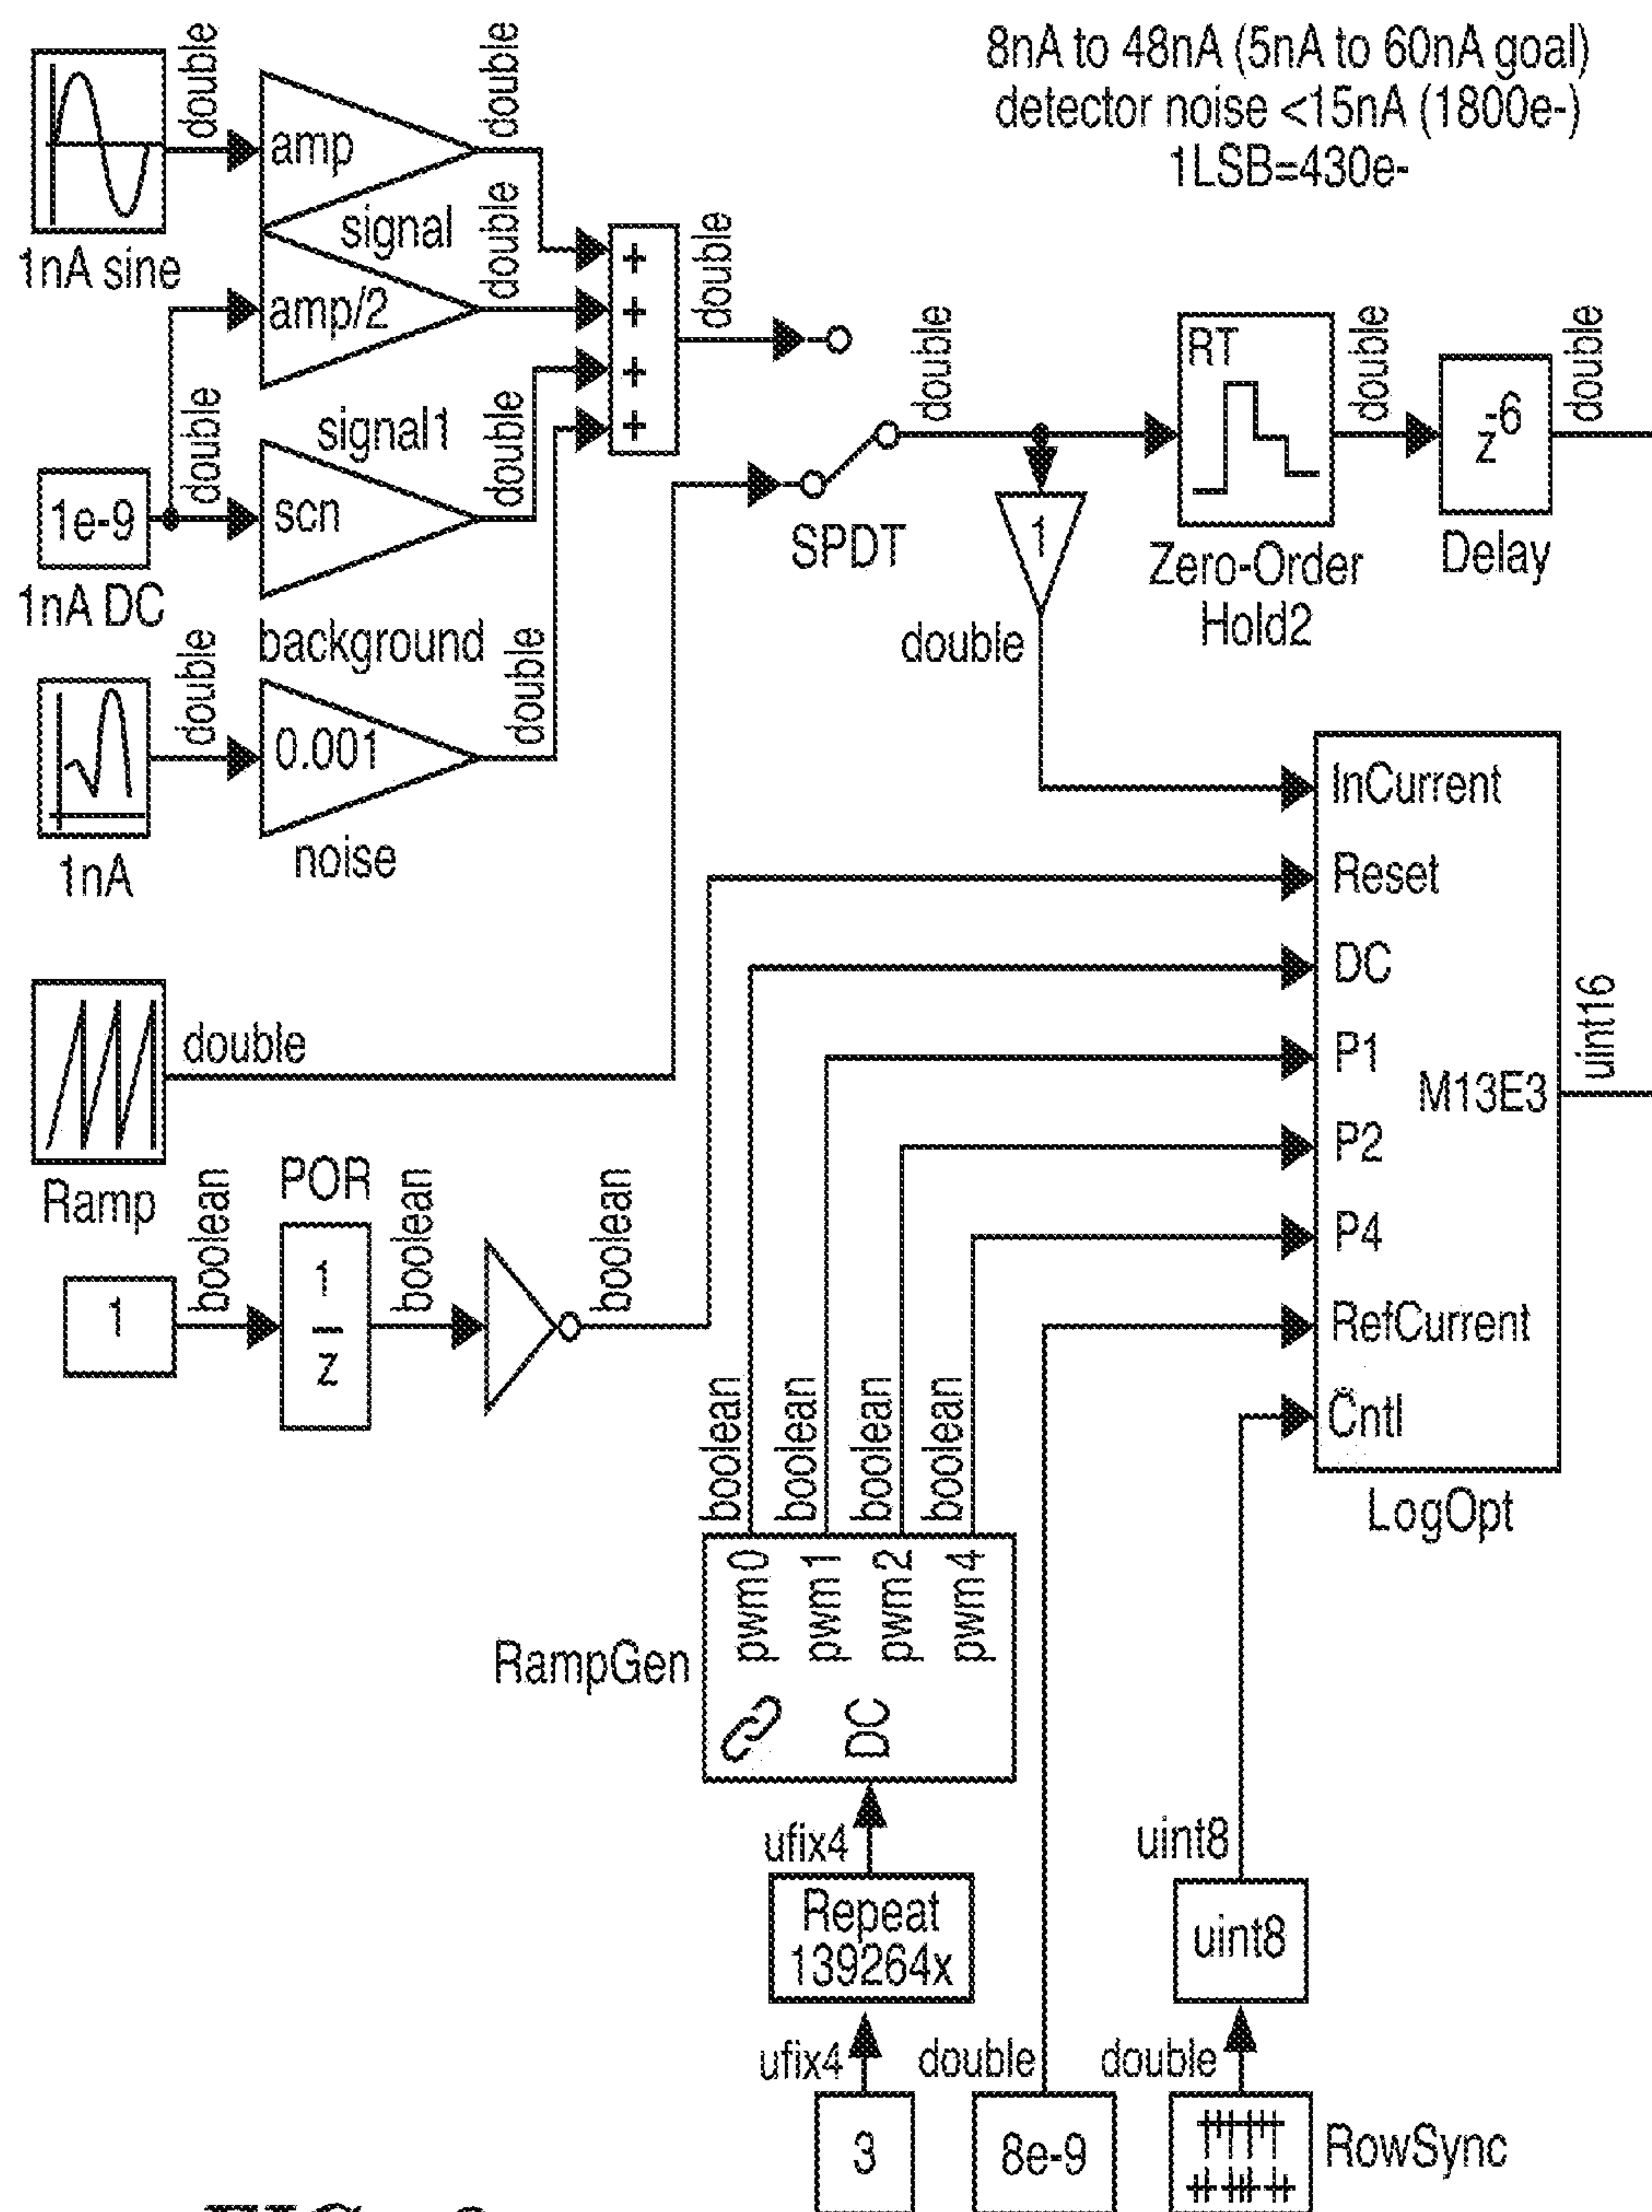 8nA to 48nA (5nA to 60nA goal)
detector noise <15nA (1800e-)
1LSB=430e-
double
double
amp
1nA sine
signal
double
amp/2
+
+
+
+
double
double
double
signal1
double
1e-9
scn
1nA DC
background
double
double
0.001
1nA
noise
SPDT
double
1
double
RT
Zero-Order
Hold2
double
z-6
Delay
double
Ramp
double
1
boolean
POR
1
z
boolean
boolean
InCurrent
Reset
DC
P1
P2
P4
RefCurrent
Cntl
M13E3
LogOpt
uint16
boolean
boolean
boolean
boolean
pwm0
pwm1
pwm2
pwm4
DC
RampGen
ufix4
Repeat
139264x
ufix4
3
double
8e-9
uint8
uint8
double
RowSync